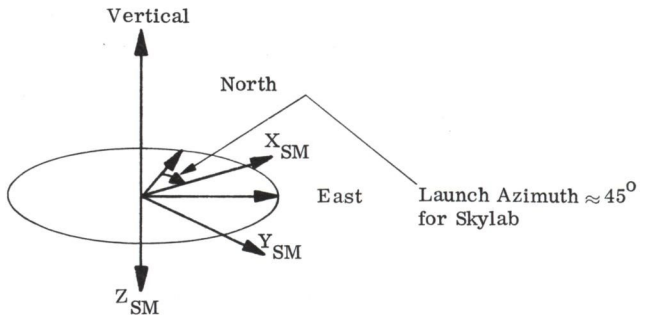 Vertical
North
X_SM
East
Launch Azimuth ≈ 45°
for Skylab
Y_SM
Z_SM